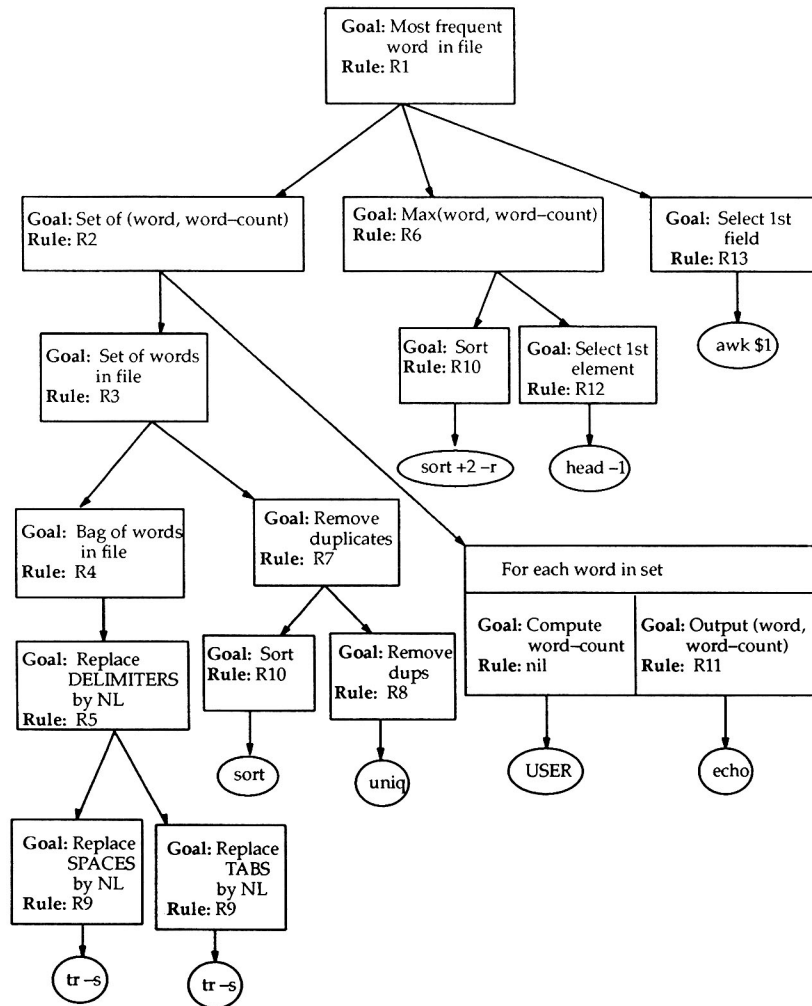 Goal: Most frequent
word in file
Rule: R1
Goal: Set of (word, word–count)
Rule: R2
Goal: Max(word, word–count)
Rule: R6
Goal: Select 1st
field
Rule: R13
awk $1
Goal: Set of words
in file
Rule: R3
Goal: Sort
Rule: R10
Goal: Select 1st
element
Rule: R12
sort +2 –r
head –1
Goal: Bag of words
in file
Rule: R4
Goal: Remove
duplicates
Rule: R7
For each word in set
Goal: Compute
word–count
Rule: nil
Goal: Output (word,
word–count)
Rule: R11
Goal: Replace
DELIMITERS
by NL
Rule: R5
Goal: Sort
Rule: R10
Goal: Remove
dups
Rule: R8
sort
uniq
USER
echo
Goal: Replace
SPACES
by NL
Rule: R9
Goal: Replace
TABS
by NL
Rule: R9
tr –s
tr –s